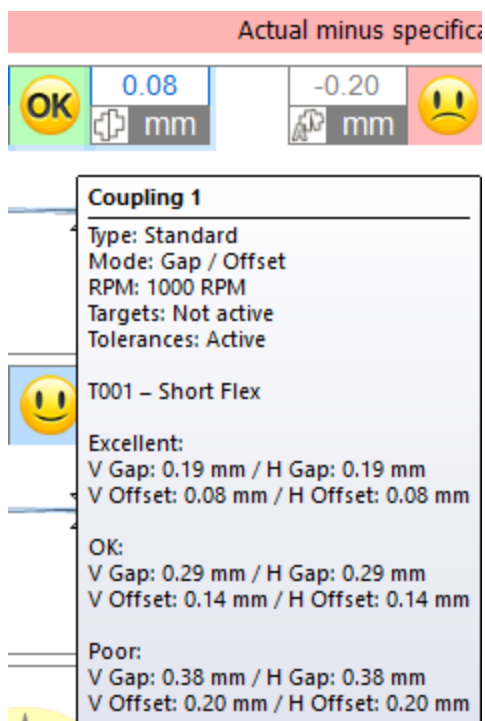 Actual minus specifica
OK 0.08 -0.20
mm mm
Coupling 1
Type: Standard
Mode: Gap / Offset
RPM: 1000 RPM
Targets: Not active
Tolerances: Active
T001 – Short Flex
Excellent:
V Gap: 0.19 mm / H Gap: 0.19 mm
V Offset: 0.08 mm / H Offset: 0.08 mm
OK:
V Gap: 0.29 mm / H Gap: 0.29 mm
V Offset: 0.14 mm / H Offset: 0.14 mm
Poor:
V Gap: 0.38 mm / H Gap: 0.38 mm
V Offset: 0.20 mm / H Offset: 0.20 mm